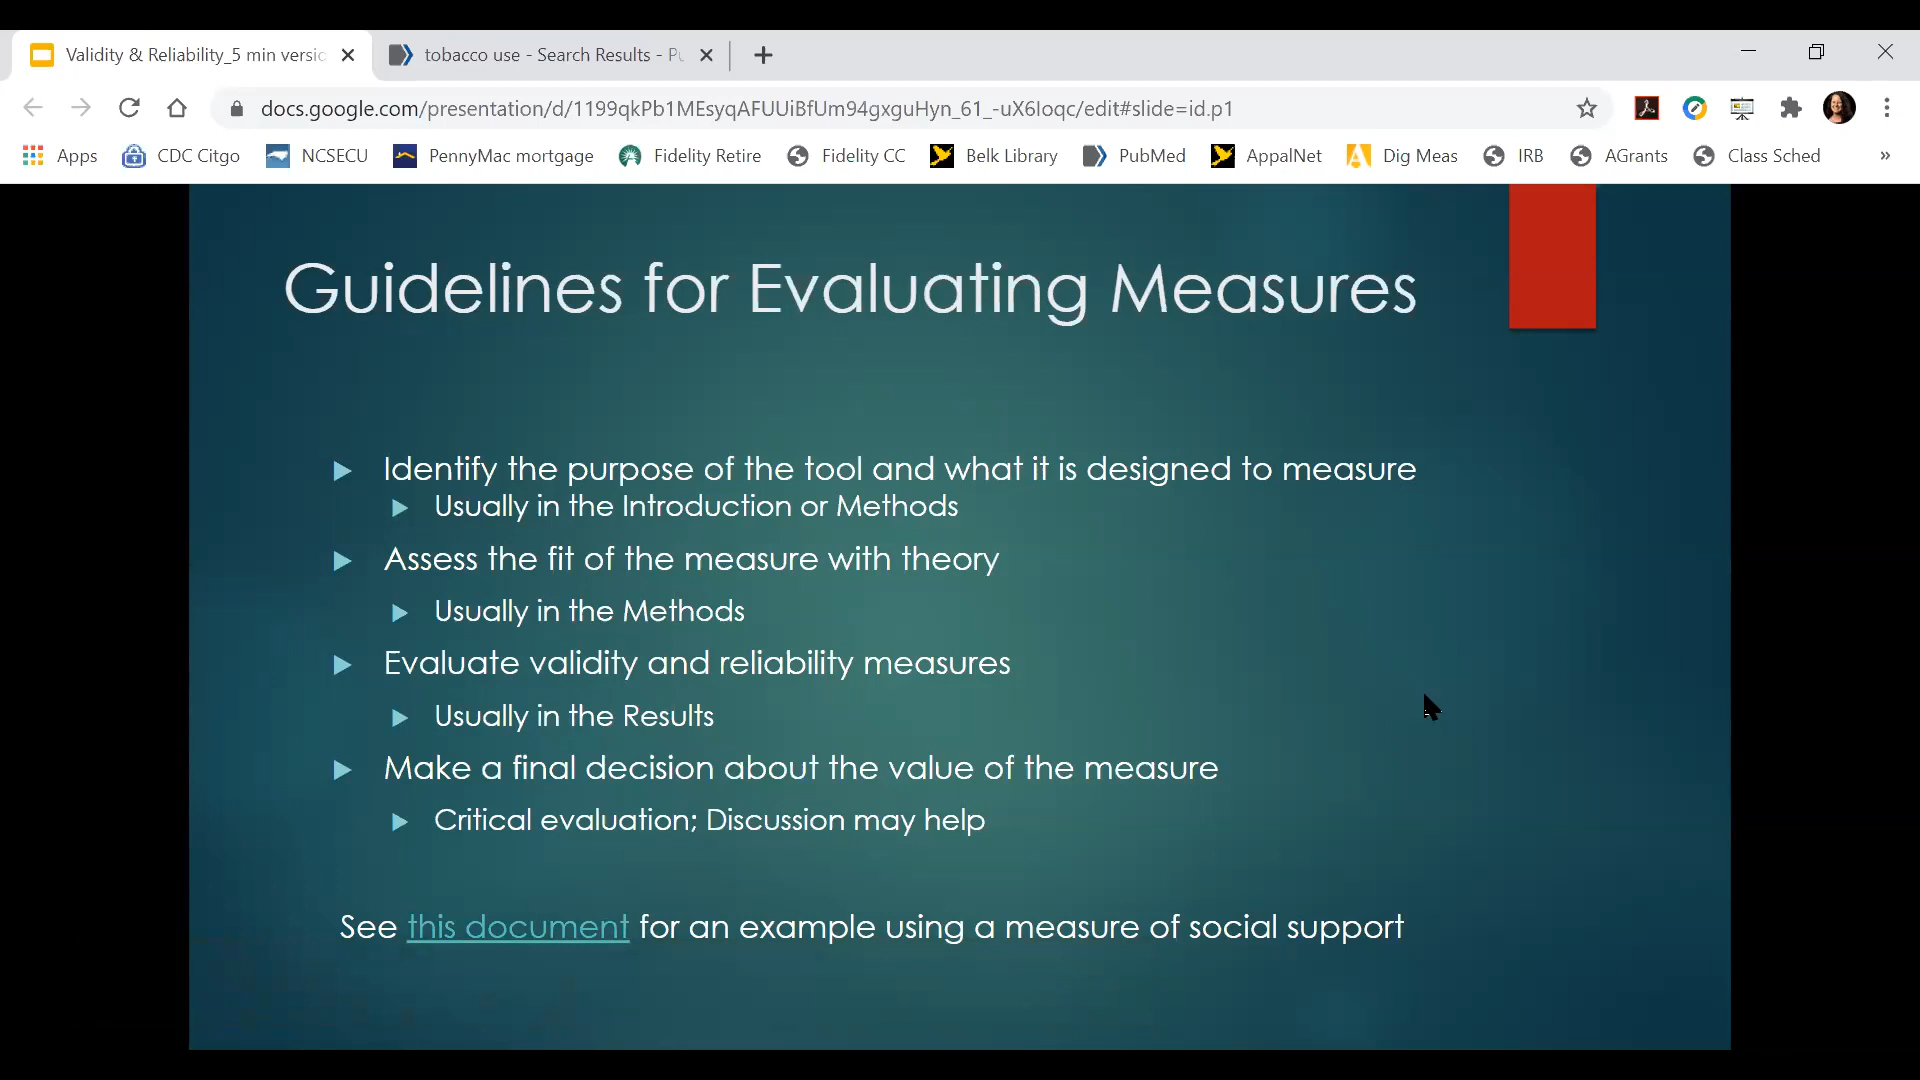 Validity & Reliability_5 min versic
tobacco use - Search Results - Pu
docs.google.com/presentation/d/1199qkPb1MEsyqAFUUiBfUm94gxguHyn_61_-uX6Ioqc/edit#slide=id.p1
Apps CDC Citgo NCSECU PennyMac mortgage Fidelity Retire Fidelity CC Belk Library PubMed AppalNet Dig Meas IRB AGrants Class Sched »
Guidelines for Evaluating Measures
Identify the purpose of the tool and what it is designed to measure
Usually in the Introduction or Methods
Assess the fit of the measure with theory
Usually in the Methods
Evaluate validity and reliability measures
Usually in the Results
Make a final decision about the value of the measure
Critical evaluation; Discussion may help
See this document for an example using a measure of social support